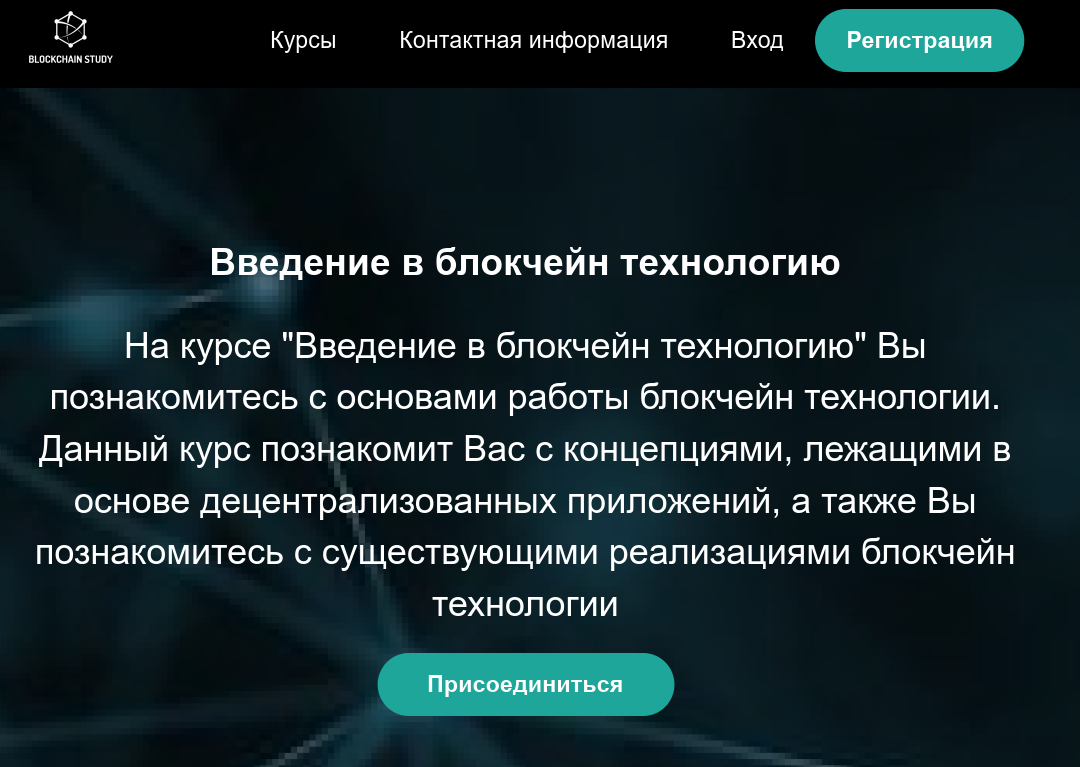 BLOCKCHAIN STUDY
Курсы
Контактная информация
Вход
Регистрация
Введение в блокчейн технологию
На курсе "Введение в блокчейн технологию" Вы
познакомитесь с основами работы блокчейн технологии.
Данный курс познакомит Вас с концепциями, лежащими в
основе децентрализованных приложений, а также Вы
познакомитесь с существующими реализациями блокчейн
технологии
Присоединиться